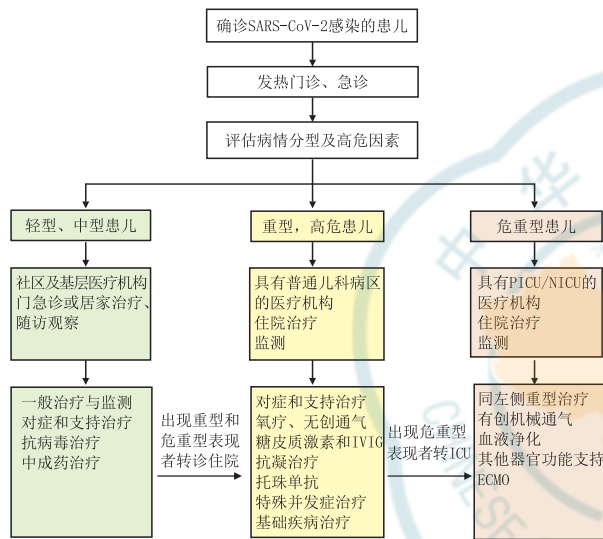 确诊SARS-CoV-2感染的患儿
发热门诊、急诊
评估病情分型及高危因素
轻型、中型患儿
重型，高危患儿
危重型患儿
社区及基层医疗机构
门急诊或居家治疗、
随访观察
具有普通儿科病区
的医疗机构
住院治疗
监测
具有PICU/NICU的
医疗机构
住院治疗
监测
一般治疗与监测
对症和支持治疗
抗病毒治疗
中成药治疗
出现重型和
危重型表现
者转诊住院
对症和支持治疗
氧疗、无创通气
糖皮质激素和IVIG
抗凝治疗
托珠单抗
特殊并发症治疗
基础疾病治疗
出现危重型
表现者转ICU
同左侧重型治疗
有创机械通气
血液净化
其他器官功能支持
ECMO
中华
CHINESE